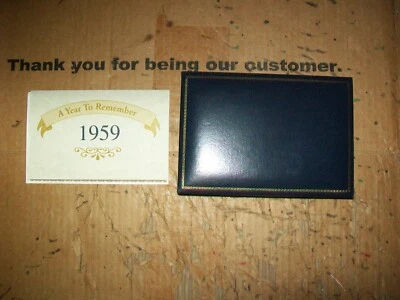 Thank you for being our customer.
A Year To Remember
1959